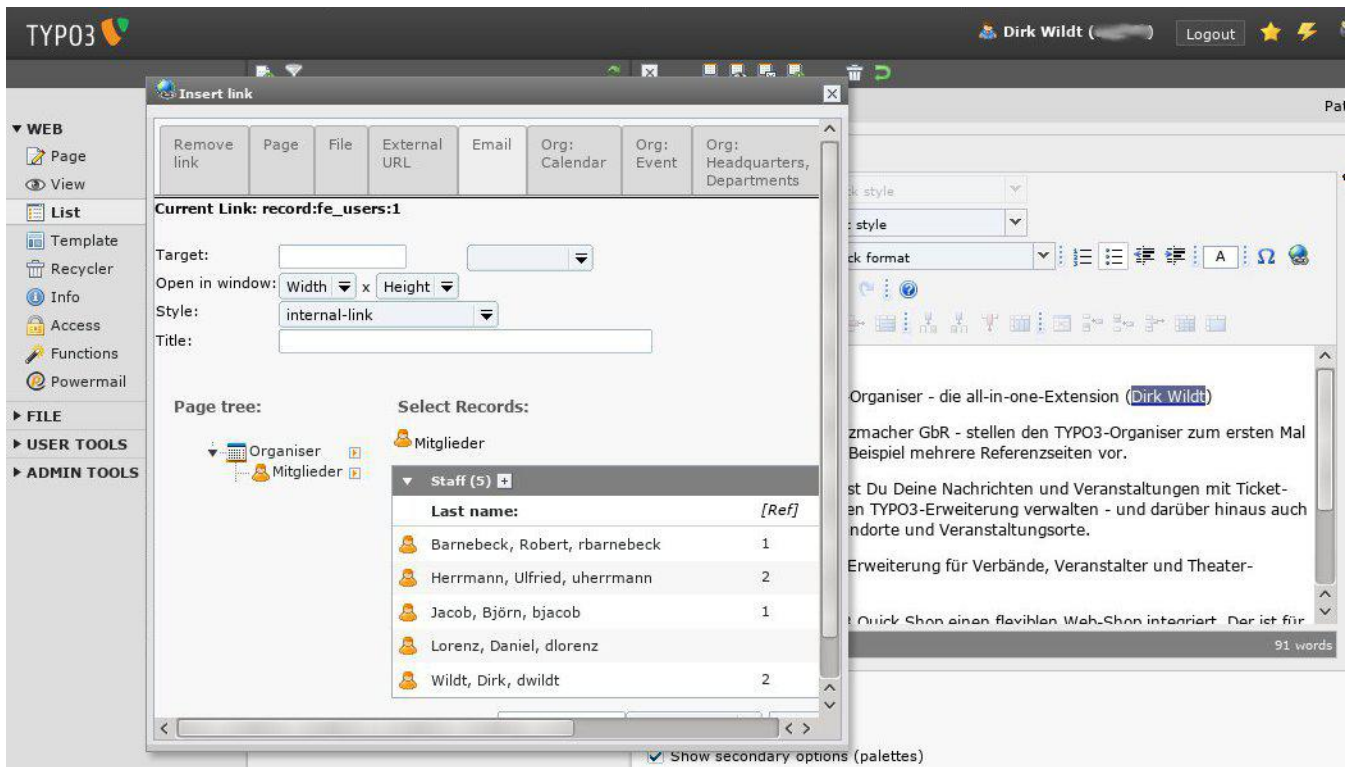 TYPO3
Dirk Wildt ( )
Logout
Insert link
Pat
WEB
Page
View
List
Template
Recycler
Info
Access
Functions
Powermail
FILE
USER TOOLS
ADMIN TOOLS
Remove link
Page
File
External URL
Email
Org: Calendar
Org: Event
Org: Headquarters, Departments
Current Link: record:fe_users:1
Target:
Open in window: Width x Height
Style: internal-link
Title:
Page tree:
Organiser
Mitglieder
Select Records:
Mitglieder
Staff (5)
Last name: [Ref]
Barnebeck, Robert, rbarnebeck 1
Herrmann, Ulfried, uherrmann 2
Jacob, Björn, bjacob 1
Lorenz, Daniel, dlorenz
Wildt, Dirk, dwildt 2
ck style
style
ck format
A Ω
-Organiser - die all-in-one-Extension (Dirk Wildt)
zmacher GbR - stellen den TYPO3-Organiser zum ersten Mal
Beispiel mehrere Referenzseiten vor.
st Du Deine Nachrichten und Veranstaltungen mit Ticket-
en TYPO3-Erweiterung verwalten - und darüber hinaus auch
ndorte und Veranstaltungsorte.
Erweiterung für Verbände, Veranstalter und Theater-
Quick Shop einen flexiblen Web-Shop integriert. Der ist für
91 words
Show secondary options (palettes)